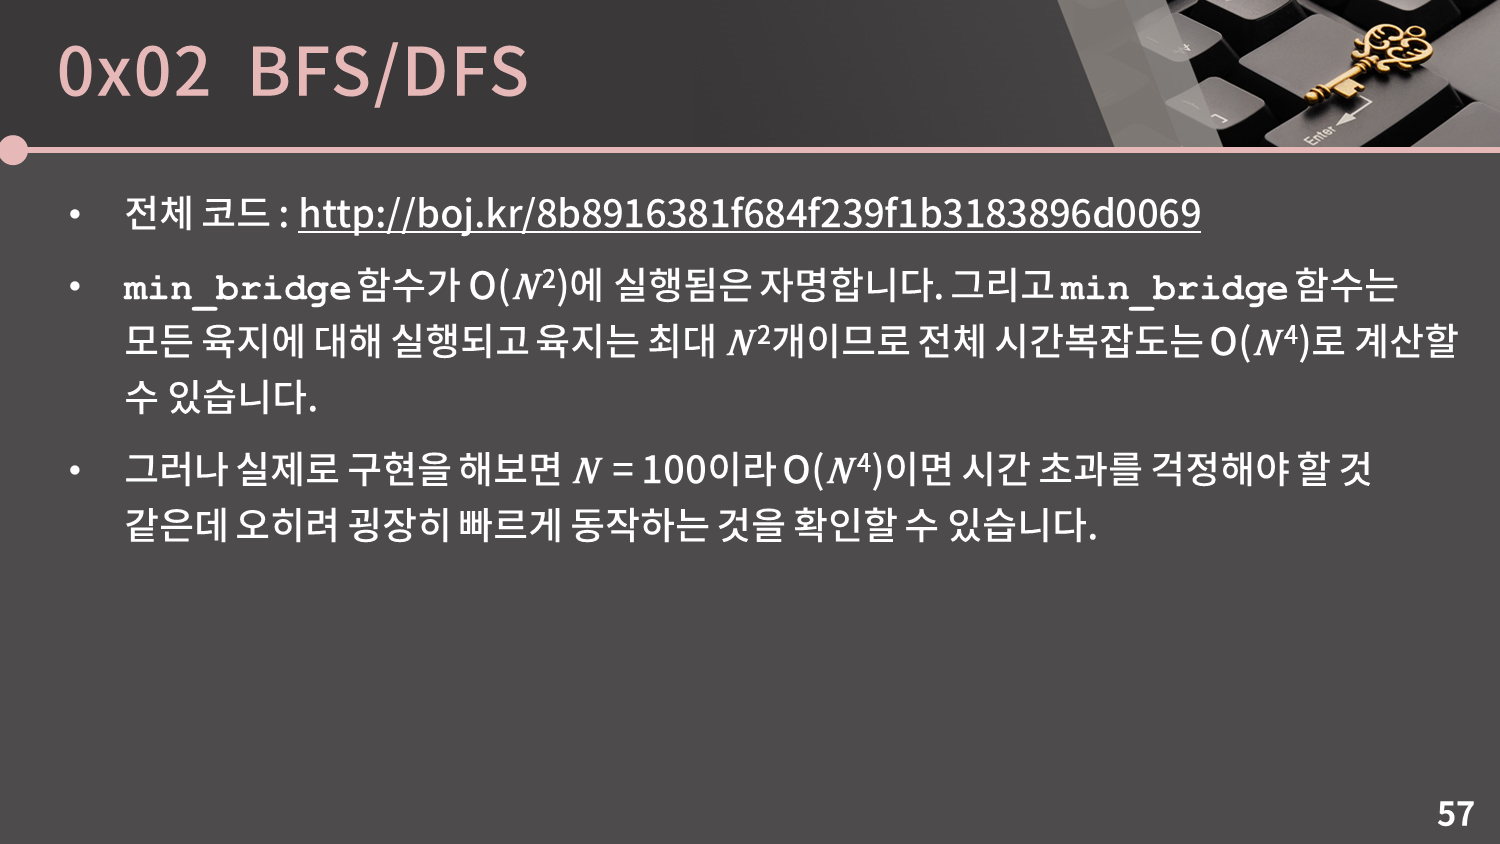 0x02 BFS/DFS
Enter
• 전체 코드 : http://boj.kr/8b8916381f684f239f1b3183896d0069
• min_bridge 함수가 O(N²)에 실행됨은 자명합니다. 그리고 min_bridge 함수는
모든 육지에 대해 실행되고 육지는 최대 N²개이므로 전체 시간복잡도는 O(N⁴)로 계산할
수 있습니다.
• 그러나 실제로 구현을 해보면 N = 100이라 O(N⁴)이면 시간 초과를 걱정해야 할 것
같은데 오히려 굉장히 빠르게 동작하는 것을 확인할 수 있습니다.
57